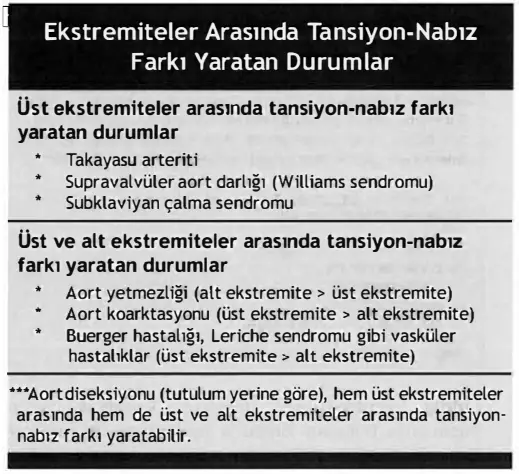 Ekstremiteler Arasında Tansiyon-Nabız
Farkı Yaratan Durumlar
Üst ekstremiteler arasında tansiyon-nabız farkı
yaratan durumlar
* Takayasu arteriti
* Supravalvüler aort darlığı (Williams sendromu)
* Subklaviyan çalma sendromu
Üst ve alt ekstremiteler arasında tansiyon-nabız
farkı yaratan durumlar
* Aort yetmezliği (alt ekstremite > üst ekstremite)
* Aort koarktasyonu (üst ekstremite > alt ekstremite)
* Buerger hastalığı, Leriche sendromu gibi vasküler
hastalıklar (üst ekstremite > alt ekstremite)
***Aort diseksiyonu (tutulum yerine göre), hem üst ekstremiteler
arasında hem de üst ve alt ekstremiteler arasında tansiyon-
nabız farkı yaratabilir.